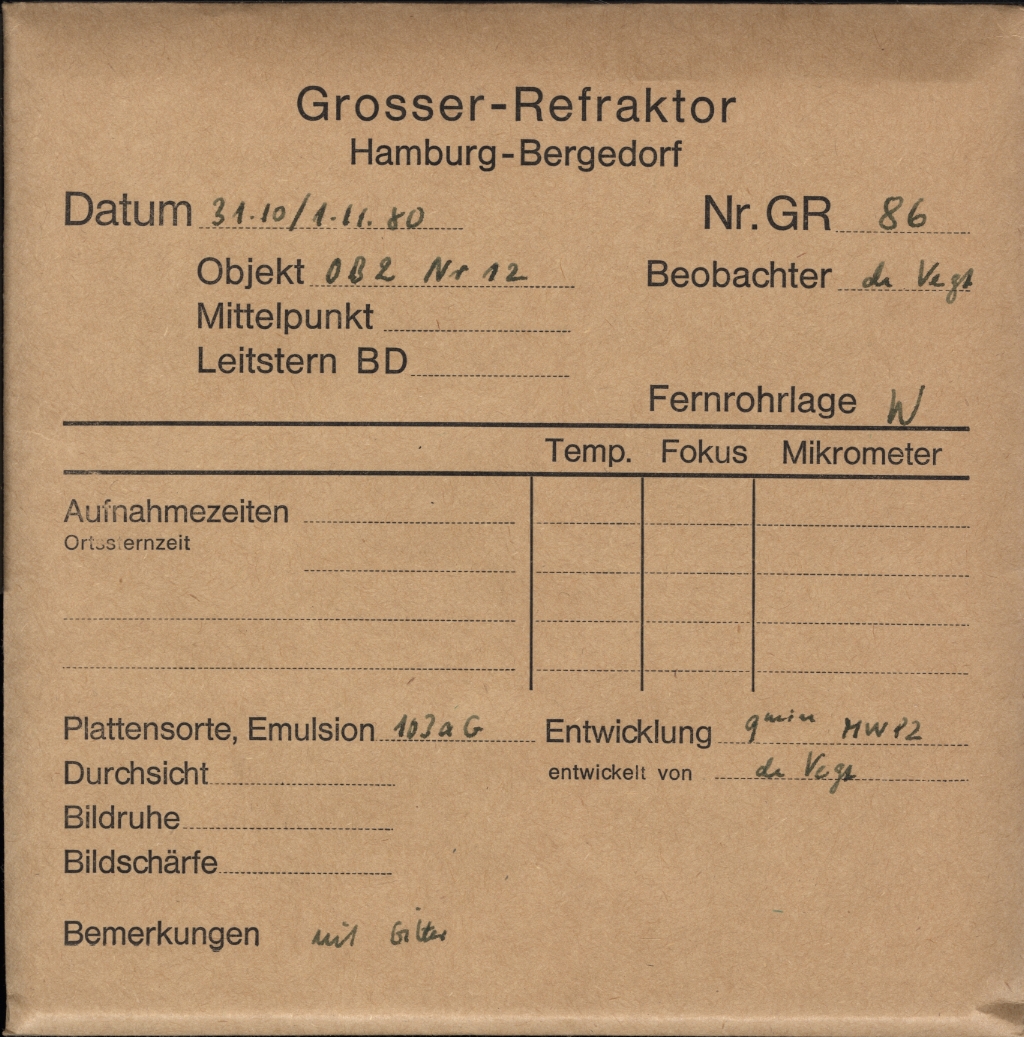 Grosser-Refraktor
Hamburg-Bergedorf
Datum 31.10/1.11.80 Nr. GR 86
Objekt OB2 Nr 12 Beobachter de Vegt
Mittelpunkt
Leitstern BD
Fernrohrlage W
Temp. Fokus Mikrometer
Aufnahmezeiten
Ortssternzeit
Plattensorte, Emulsion 103aG Entwicklung 9min MWP2
Durchsicht entwickelt von de Vegt
Bildruhe
Bildschärfe
Bemerkungen mit Gitter